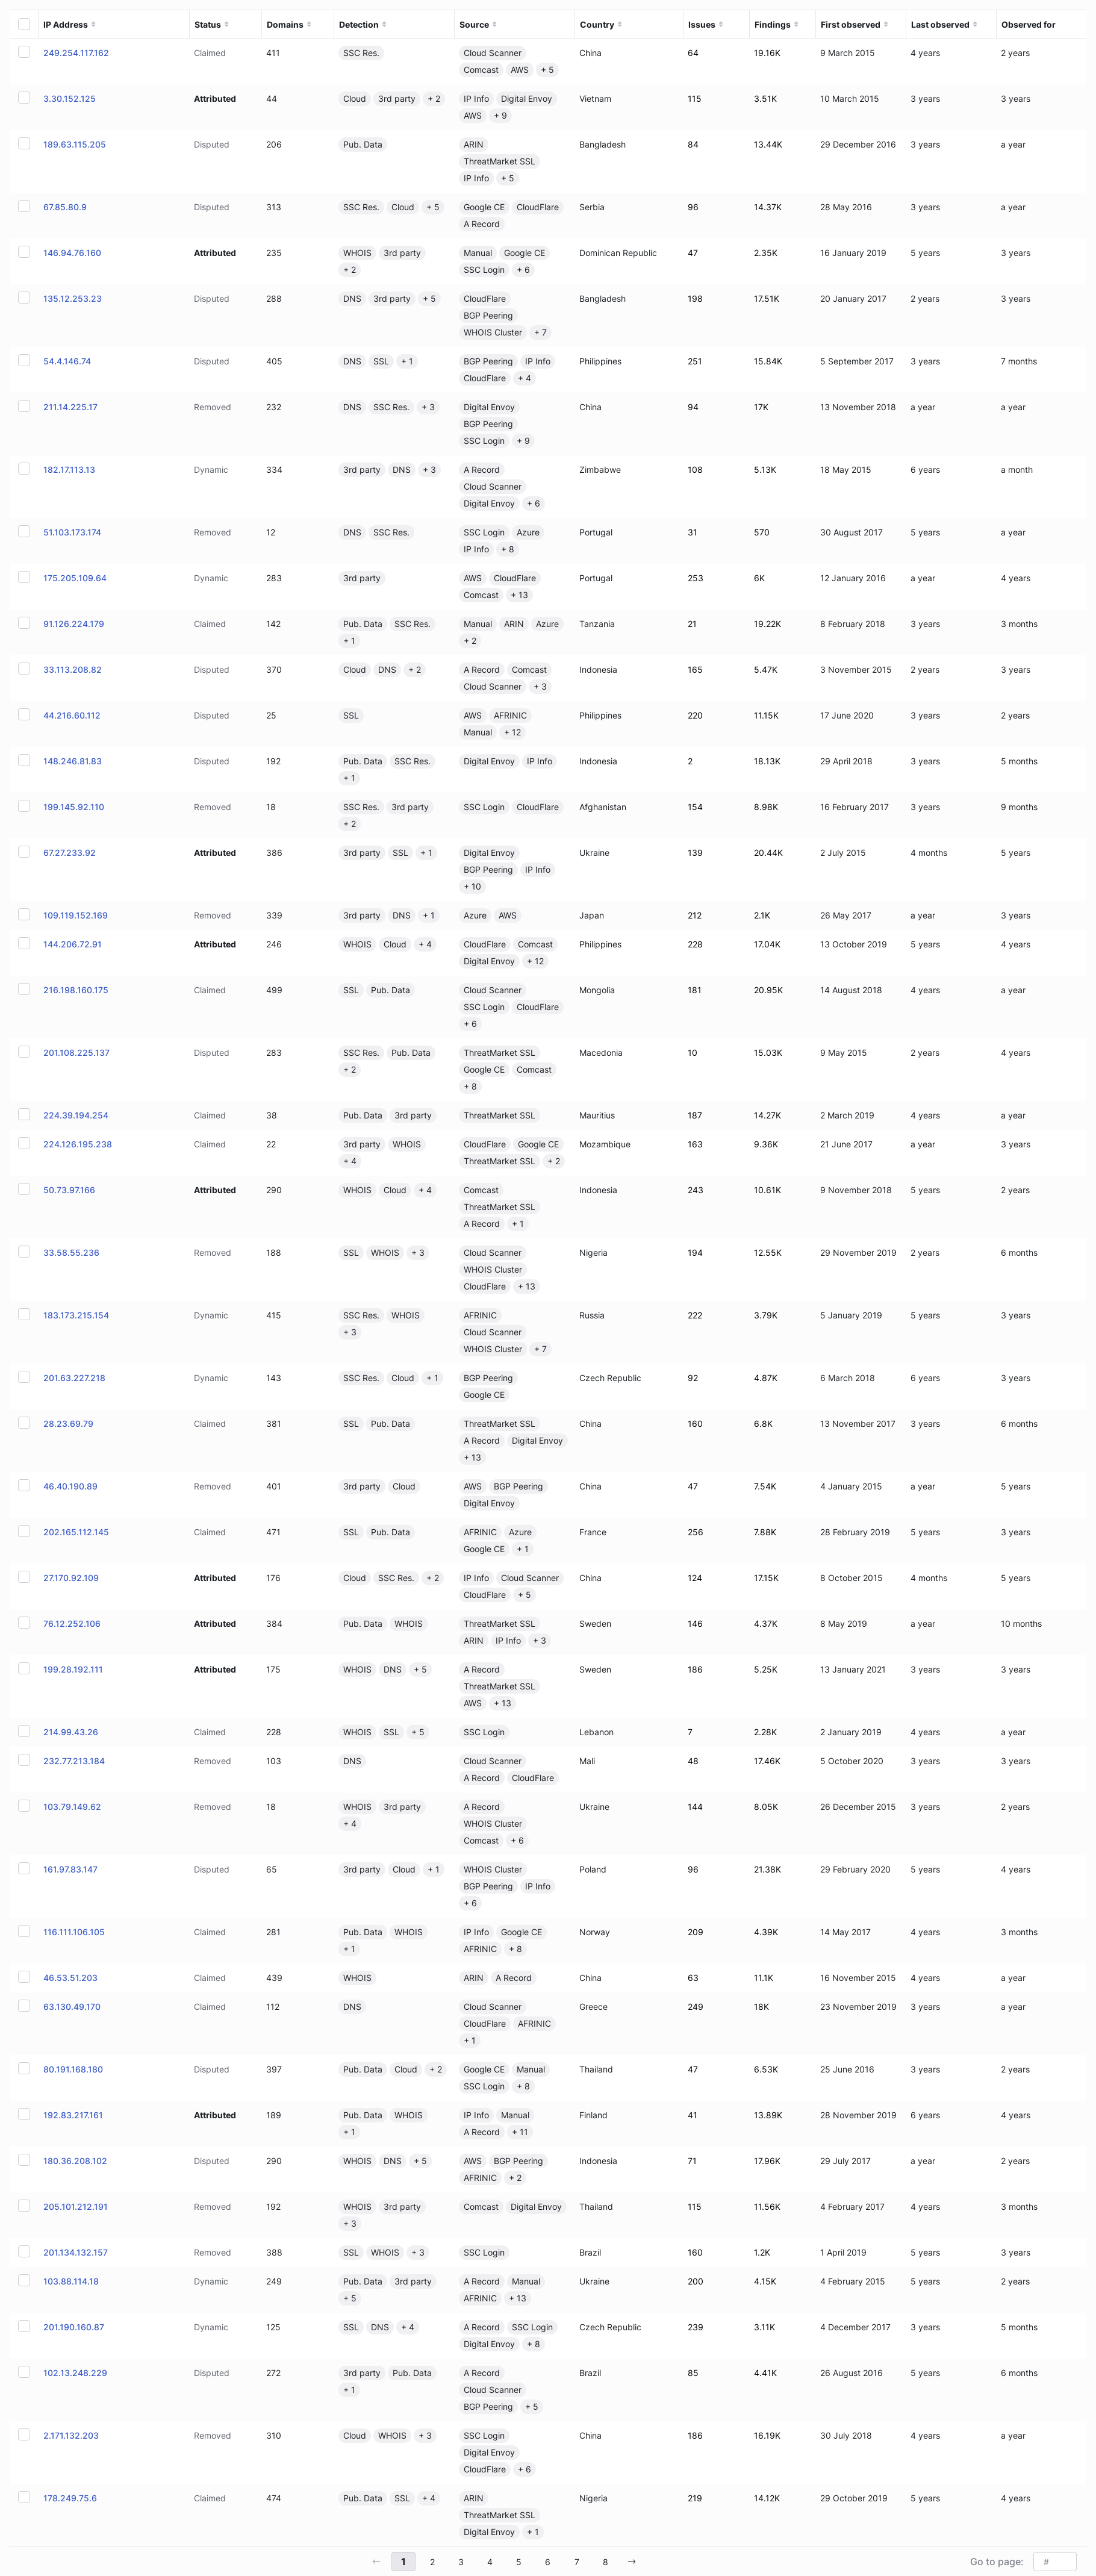 IP Address Status Domains Detection Source Country Issues Findings First observed Last observed Observed for
249.254.117.162 Claimed 411 SSC Res. Cloud Scanner China 64 19.16K 9 March 2015 4 years 2 years
Comcast AWS + 5
3.30.152.125 Attributed 44 Cloud 3rd party + 2 IP Info Digital Envoy Vietnam 115 3.51K 10 March 2015 3 years 3 years
AWS + 9
189.63.115.205 Disputed 206 Pub. Data ARIN Bangladesh 84 13.44K 29 December 2016 3 years a year
ThreatMarket SSL
IP Info + 5
67.85.80.9 Disputed 313 SSC Res. Cloud + 5 Google CE CloudFlare Serbia 96 14.37K 28 May 2016 3 years a year
A Record
146.94.76.160 Attributed 235 WHOIS 3rd party Manual Google CE Dominican Republic 47 2.35K 16 January 2019 5 years 3 years
+ 2 SSC Login + 6
135.12.253.23 Disputed 288 DNS 3rd party + 5 CloudFlare Bangladesh 198 17.51K 20 January 2017 2 years 3 years
BGP Peering
WHOIS Cluster + 7
54.4.146.74 Disputed 405 DNS SSL + 1 BGP Peering IP Info Philippines 251 15.84K 5 September 2017 3 years 7 months
CloudFlare + 4
211.14.225.17 Removed 232 DNS SSC Res. + 3 Digital Envoy China 94 17K 13 November 2018 a year a year
BGP Peering
SSC Login + 9
182.17.113.13 Dynamic 334 3rd party DNS + 3 A Record Zimbabwe 108 5.13K 18 May 2015 6 years a month
Cloud Scanner
Digital Envoy + 6
51.103.173.174 Removed 12 DNS SSC Res. SSC Login Azure Portugal 31 570 30 August 2017 5 years a year
IP Info + 8
175.205.109.64 Dynamic 283 3rd party AWS CloudFlare Portugal 253 6K 12 January 2016 a year 4 years
Comcast + 13
91.126.224.179 Claimed 142 Pub. Data SSC Res. Manual ARIN Azure Tanzania 21 19.22K 8 February 2018 3 years 3 months
+ 1 + 2
33.113.208.82 Disputed 370 Cloud DNS + 2 A Record Comcast Indonesia 165 5.47K 3 November 2015 2 years 3 years
Cloud Scanner + 3
44.216.60.112 Disputed 25 SSL AWS AFRINIC Philippines 220 11.15K 17 June 2020 3 years 2 years
Manual + 12
148.246.81.83 Disputed 192 Pub. Data SSC Res. Digital Envoy IP Info Indonesia 2 18.13K 29 April 2018 3 years 5 months
+ 1
199.145.92.110 Removed 18 SSC Res. 3rd party SSC Login CloudFlare Afghanistan 154 8.98K 16 February 2017 3 years 9 months
+ 2
67.27.233.92 Attributed 386 3rd party SSL + 1 Digital Envoy Ukraine 139 20.44K 2 July 2015 4 months 5 years
BGP Peering IP Info
+ 10
109.119.152.169 Removed 339 3rd party DNS + 1 Azure AWS Japan 212 2.1K 26 May 2017 a year 3 years
144.206.72.91 Attributed 246 WHOIS Cloud + 4 CloudFlare Comcast Philippines 228 17.04K 13 October 2019 5 years 4 years
Digital Envoy + 12
216.198.160.175 Claimed 499 SSL Pub. Data Cloud Scanner Mongolia 181 20.95K 14 August 2018 4 years a year
SSC Login CloudFlare
+ 6
201.108.225.137 Disputed 283 SSC Res. Pub. Data ThreatMarket SSL Macedonia 10 15.03K 9 May 2015 2 years 4 years
+ 2 Google CE Comcast
+ 8
224.39.194.254 Claimed 38 Pub. Data 3rd party ThreatMarket SSL Mauritius 187 14.27K 2 March 2019 4 years a year
224.126.195.238 Claimed 22 3rd party WHOIS CloudFlare Google CE Mozambique 163 9.36K 21 June 2017 a year 3 years
+ 4 ThreatMarket SSL + 2
50.73.97.166 Attributed 290 WHOIS Cloud + 4 Comcast Indonesia 243 10.61K 9 November 2018 5 years 2 years
ThreatMarket SSL
A Record + 1
33.58.55.236 Removed 188 SSL WHOIS + 3 Cloud Scanner Nigeria 194 12.55K 29 November 2019 2 years 6 months
WHOIS Cluster
CloudFlare + 13
183.173.215.154 Dynamic 415 SSC Res. WHOIS AFRINIC Russia 222 3.79K 5 January 2019 5 years 3 years
+ 3 Cloud Scanner
WHOIS Cluster + 7
201.63.227.218 Dynamic 143 SSC Res. Cloud + 1 BGP Peering Czech Republic 92 4.87K 6 March 2018 6 years 3 years
Google CE
28.23.69.79 Claimed 381 SSL Pub. Data ThreatMarket SSL China 160 6.8K 13 November 2017 3 years 6 months
A Record Digital Envoy
+ 13
46.40.190.89 Removed 401 3rd party Cloud AWS BGP Peering China 47 7.54K 4 January 2015 a year 5 years
Digital Envoy
202.165.112.145 Claimed 471 SSL Pub. Data AFRINIC Azure France 256 7.88K 28 February 2019 5 years 3 years
Google CE + 1
27.170.92.109 Attributed 176 Cloud SSC Res. + 2 IP Info Cloud Scanner China 124 17.15K 8 October 2015 4 months 5 years
CloudFlare + 5
76.12.252.106 Attributed 384 Pub. Data WHOIS ThreatMarket SSL Sweden 146 4.37K 8 May 2019 a year 10 months
ARIN IP Info + 3
199.28.192.111 Attributed 175 WHOIS DNS + 5 A Record Sweden 186 5.25K 13 January 2021 3 years 3 years
ThreatMarket SSL
AWS + 13
214.99.43.26 Claimed 228 WHOIS SSL + 5 SSC Login Lebanon 7 2.28K 2 January 2019 4 years a year
232.77.213.184 Removed 103 DNS Cloud Scanner Mali 48 17.46K 5 October 2020 3 years 3 years
A Record CloudFlare
103.79.149.62 Removed 18 WHOIS 3rd party A Record Ukraine 144 8.05K 26 December 2015 3 years 2 years
+ 4 WHOIS Cluster
Comcast + 6
161.97.83.147 Disputed 65 3rd party Cloud + 1 WHOIS Cluster Poland 96 21.38K 29 February 2020 5 years 4 years
BGP Peering IP Info
+ 6
116.111.106.105 Claimed 281 Pub. Data WHOIS IP Info Google CE Norway 209 4.39K 14 May 2017 4 years 3 months
+ 1 AFRINIC + 8
46.53.51.203 Claimed 439 WHOIS ARIN A Record China 63 11.1K 16 November 2015 4 years a year
63.130.49.170 Claimed 112 DNS Cloud Scanner Greece 249 18K 23 November 2019 3 years a year
CloudFlare AFRINIC
+ 1
80.191.168.180 Disputed 397 Pub. Data Cloud + 2 Google CE Manual Thailand 47 6.53K 25 June 2016 3 years 2 years
SSC Login + 8
192.83.217.161 Attributed 189 Pub. Data WHOIS IP Info Manual Finland 41 13.89K 28 November 2019 6 years 4 years
+ 1 A Record + 11
180.36.208.102 Disputed 290 WHOIS DNS + 5 AWS BGP Peering Indonesia 71 17.96K 29 July 2017 a year 2 years
AFRINIC + 2
205.101.212.191 Removed 192 WHOIS 3rd party Comcast Digital Envoy Thailand 115 11.56K 4 February 2017 4 years 3 months
+ 3
201.134.132.157 Removed 388 SSL WHOIS + 3 SSC Login Brazil 160 1.2K 1 April 2019 5 years 3 years
103.88.114.18 Dynamic 249 Pub. Data 3rd party A Record Manual Ukraine 200 4.15K 4 February 2015 5 years 2 years
+ 5 AFRINIC + 13
201.190.160.87 Dynamic 125 SSL DNS + 4 A Record SSC Login Czech Republic 239 3.11K 4 December 2017 3 years 5 months
Digital Envoy + 8
102.13.248.229 Disputed 272 3rd party Pub. Data A Record Brazil 85 4.41K 26 August 2016 5 years 6 months
+ 1 Cloud Scanner
BGP Peering + 5
2.171.132.203 Removed 310 Cloud WHOIS + 3 SSC Login China 186 16.19K 30 July 2018 4 years a year
Digital Envoy
CloudFlare + 6
178.249.75.6 Claimed 474 Pub. Data SSL + 4 ARIN Nigeria 219 14.12K 29 October 2019 5 years 4 years
ThreatMarket SSL
Digital Envoy + 1
← 1 2 3 4 5 6 7 8 → Go to page: #